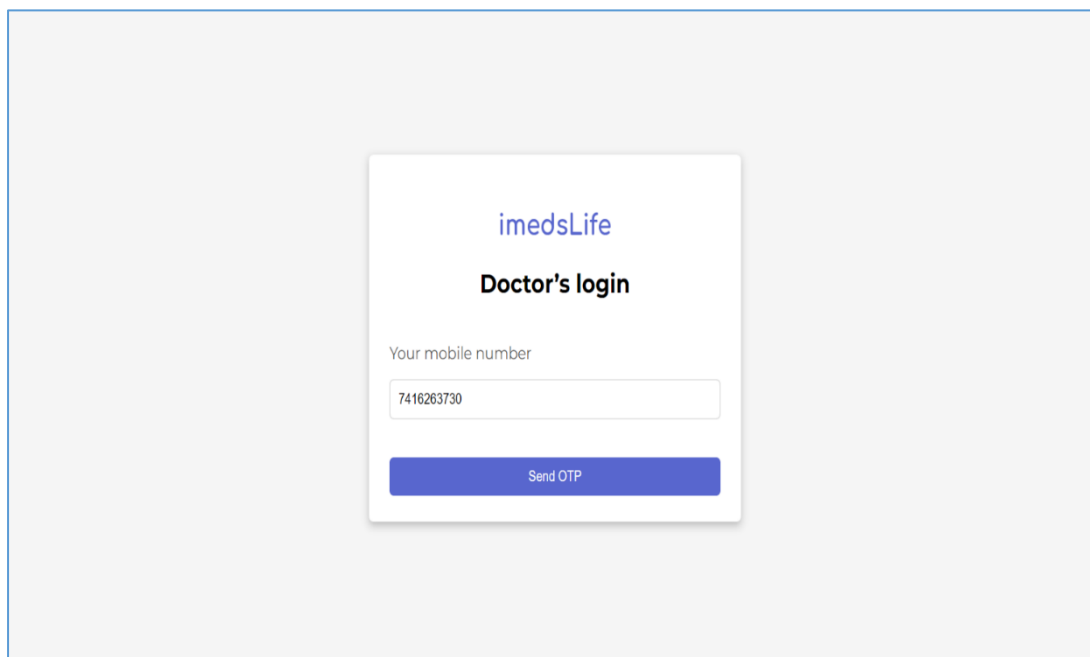 imedsLife
Doctor’s login
Your mobile number
7416263730
Send OTP